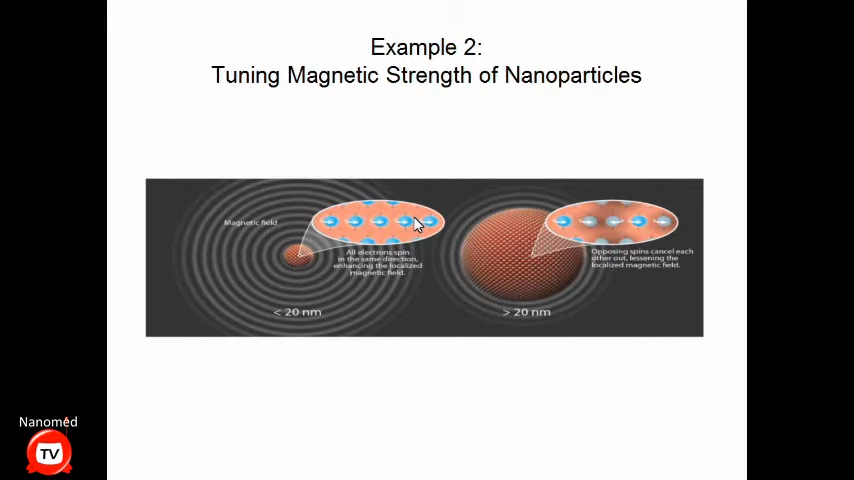 Example 2:
Tuning Magnetic Strength of Nanoparticles
Magnetic field
All electrons spin
in the same direction,
enhancing the localized
magnetic field.
< 20 nm
Opposing spins cancel each
other out, lessening the
localized magnetic field.
> 20 nm
Nanomed
TV